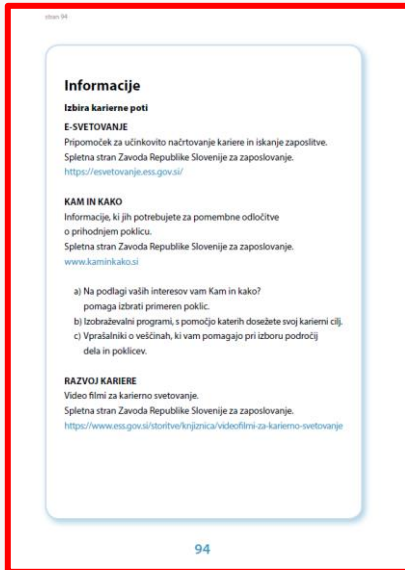 stran 94
Informacije
Izbira karierne poti
E-SVETOVANJE
Pripomoček za učinkovito načrtovanje kariere in iskanje zaposlitve.
Spletna stran Zavoda Republike Slovenije za zaposlovanje.
https://esvetovanje.ess.gov.si/
KAM IN KAKO
Informacije, ki jih potrebujete za pomembne odločitve
o prihodnjem poklicu.
Spletna stran Zavoda Republike Slovenije za zaposlovanje.
www.kaminkako.si
a) Na podlagi vaših interesov vam Kam in kako?
pomaga izbrati primeren poklic.
b) Izobraževalni programi, s pomočjo katerih dosežete svoj karierni cilj.
c) Vprašalniki o veščinah, ki vam pomagajo pri izboru področij
dela in poklicev.
RAZVOJ KARIERE
Video filmi za karierno svetovanje.
Spletna stran Zavoda Republike Slovenije za zaposlovanje.
https://www.ess.gov.si/storitve/knjiznica/videofilmi-za-karierno-svetovanje
94